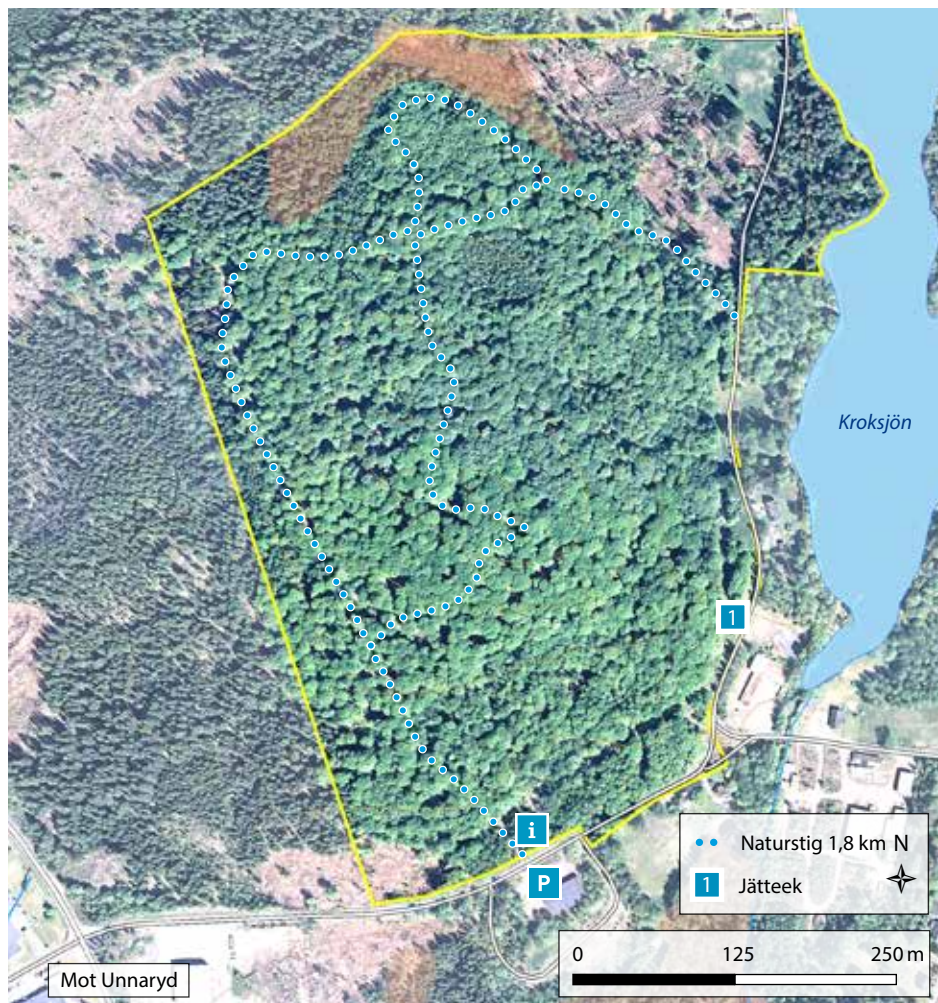 Kroksjön
1
i
P
Naturstig 1,8 km N
1 Jätteek
0 125 250 m
Mot Unnaryd